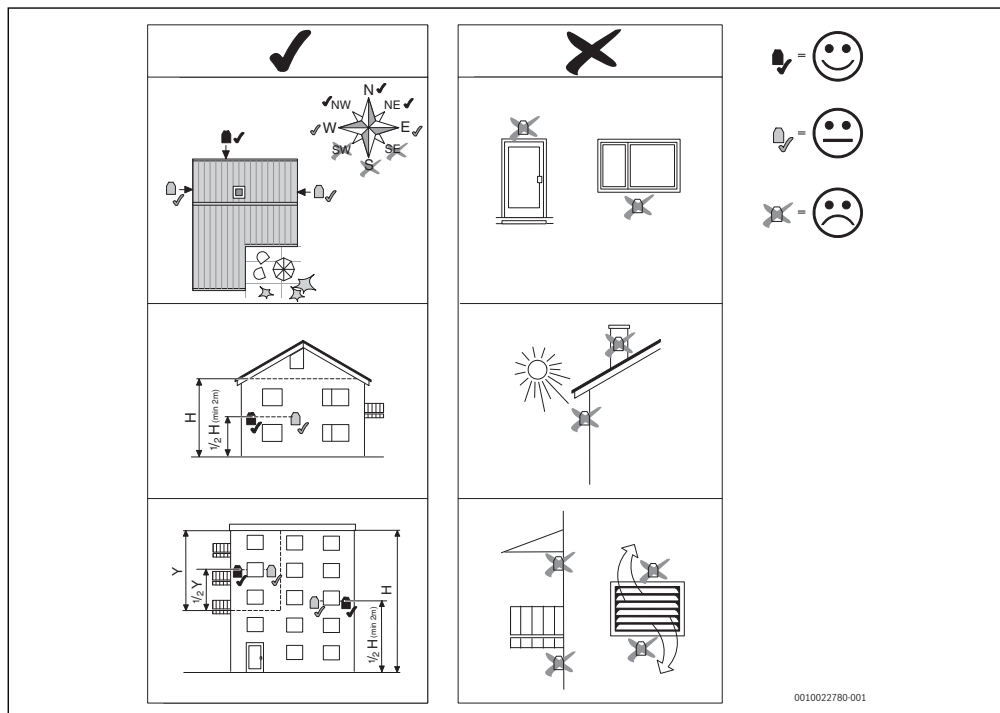 N
NW
NE
W
E
SW
SE
S
H
1/2 H (min 2m)
Y
1/2 Y
1/2 H (min 2m)
H
=
=
=
0010022780-001